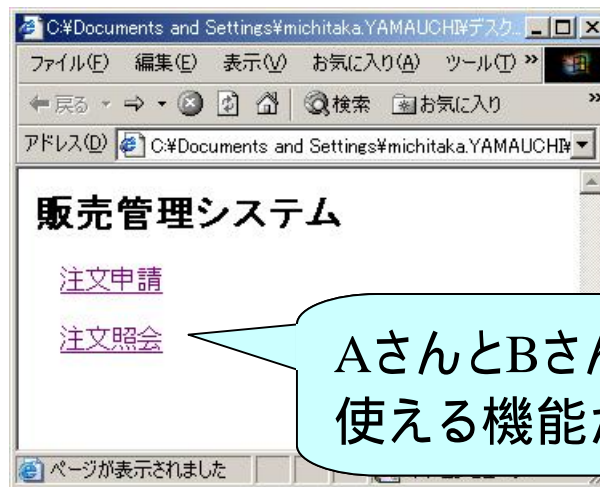 C:¥Documents and Settings¥michitaka.YAMAUCHI¥デスク..
ファイル(F) 編集(E) 表示(V) お気に入り(A) ツール(T) »
戻る 検索 お気に入り »
アドレス(D) C:¥Documents and Settings¥michitaka.YAMAUCHI¥
販売管理システム
注文申請
注文照会
AさんとBさん
使える機能が
ページが表示されました